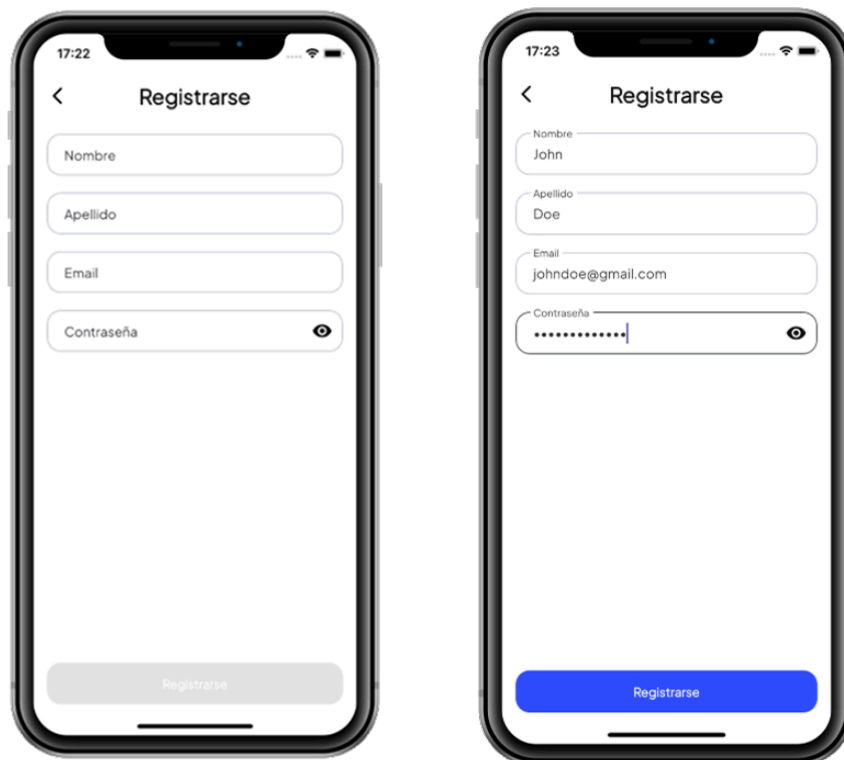 17:22
Registrarse
Nombre
Apellido
Email
Contraseña
Registrarse
17:23
Registrarse
Nombre
John
Apellido
Doe
Email
johndoe@gmail.com
Contraseña
•••••••••••••
Registrarse